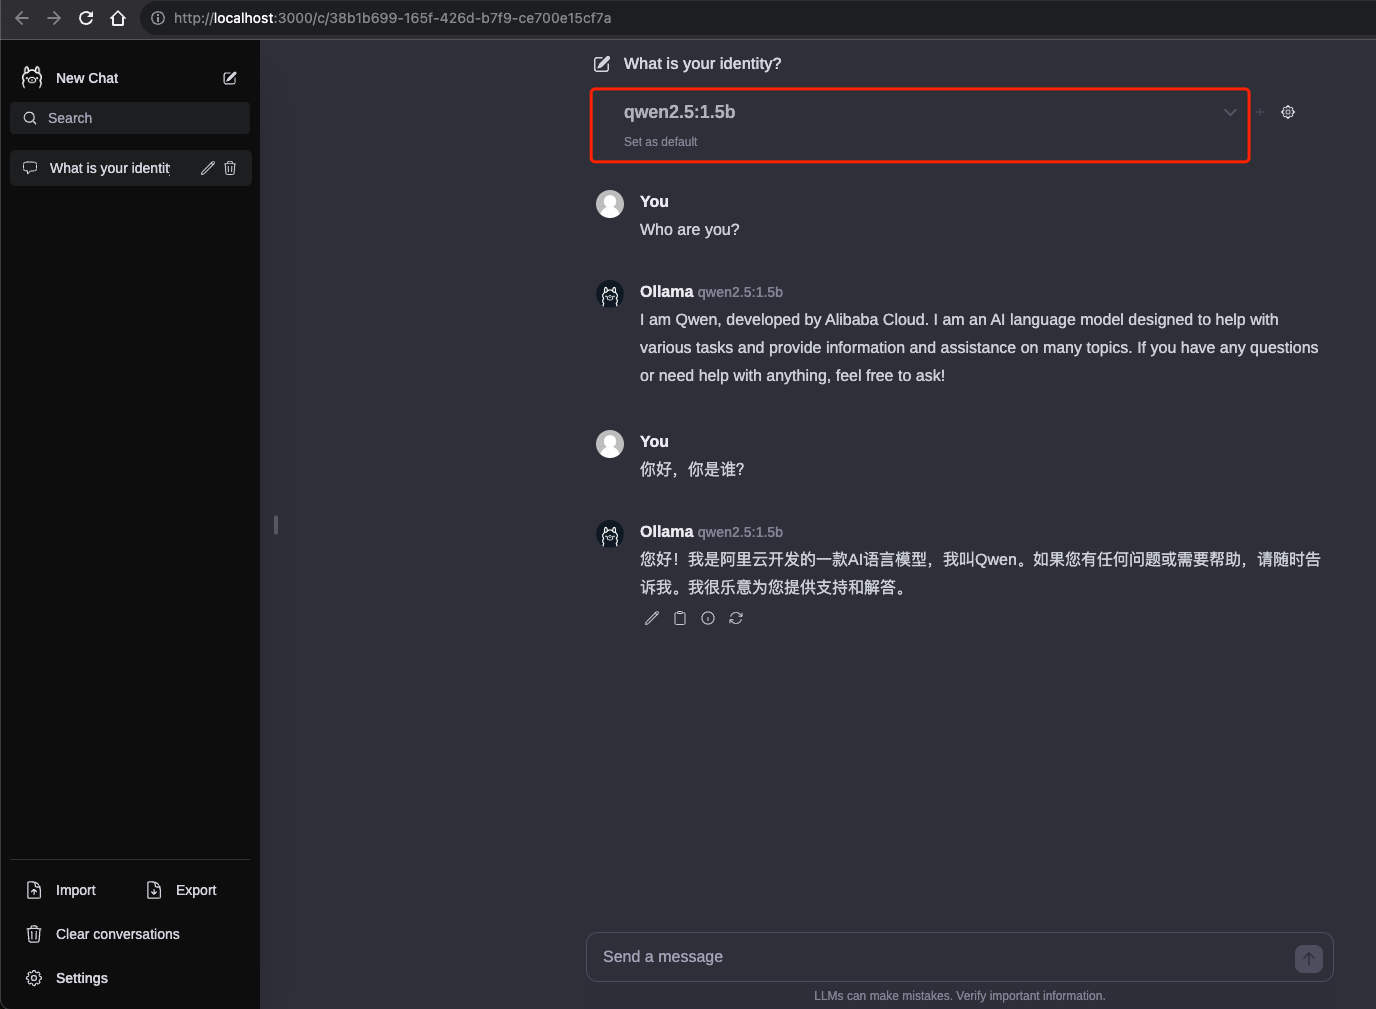 http://localhost:3000/c/38b1b699-165f-426d-b7f9-ce700e15cf7a
New Chat
Search
What is your identit
Import
Export
Clear conversations
Settings
What is your identity?
qwen2.5:1.5b
Set as default
You
Who are you?
Ollama qwen2.5:1.5b
I am Qwen, developed by Alibaba Cloud. I am an AI language model designed to help with
various tasks and provide information and assistance on many topics. If you have any questions
or need help with anything, feel free to ask!
You
你好，你是谁?
Ollama qwen2.5:1.5b
您好！我是阿里云开发的一款AI语言模型，我叫Qwen。如果您有任何问题或需要帮助，请随时告
诉我。我很乐意为您提供支持和解答。
Send a message
LLMs can make mistakes. Verify important information.